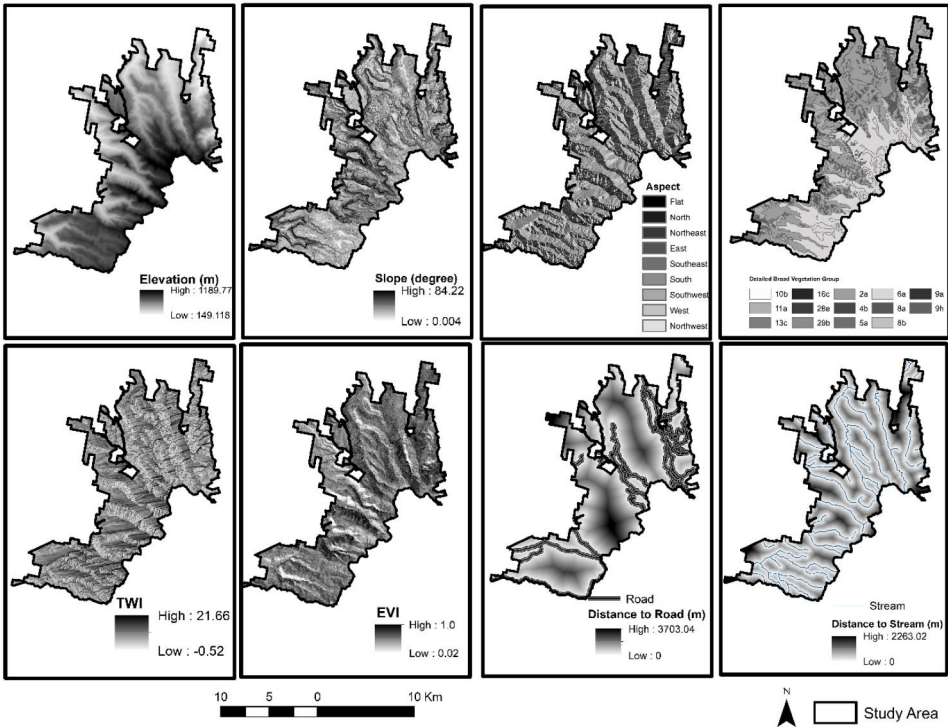 Elevation (m)
High : 1189.77
Low : 149.118
Slope (degree)
High : 84.22
Low : 0.004
Aspect
Flat
North
Northeast
East
Southeast
South
Southwest
West
Northwest
Detailed Broad Vegetation Group
10b 16c 2a 6a 9a
11a 28e 4b 8a 9h
13c 29b 5a 8b
TWI
High : 21.66
Low : -0.52
EVI
High : 1.0
Low : 0.02
Road
Distance to Road (m)
High : 3703.04
Low : 0
Stream
Distance to Stream (m)
High : 2263.02
Low : 0
10 5 0 10 Km
N
Study Area